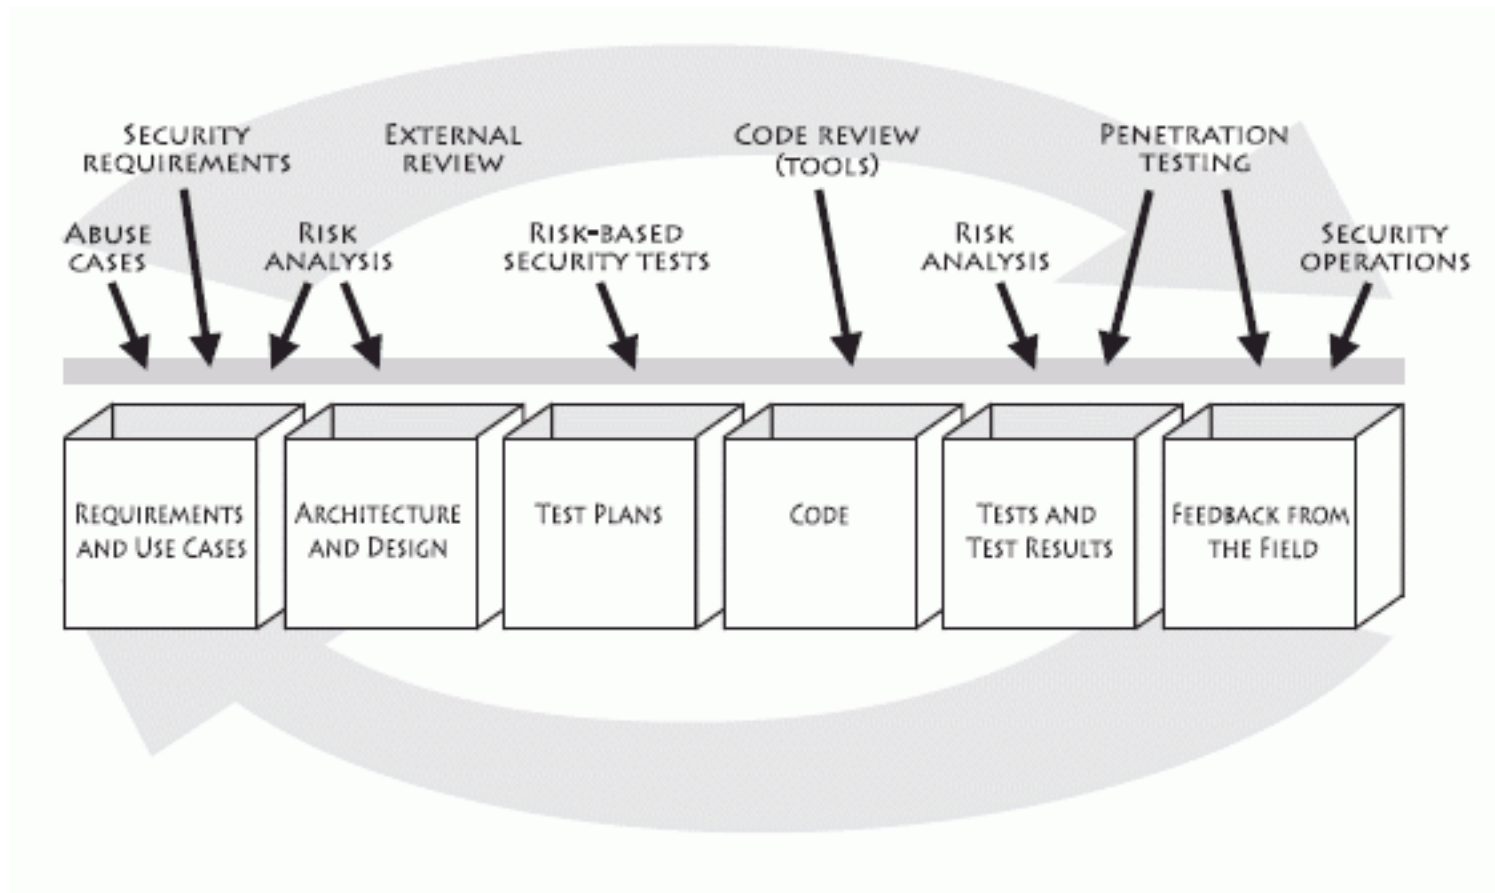 SECURITY
REQUIREMENTS
EXTERNAL
REVIEW
CODE REVIEW
(TOOLS)
PENETRATION
TESTING
ABUSE
CASES
RISK
ANALYSIS
RISK-BASED
SECURITY TESTS
RISK
ANALYSIS
SECURITY
OPERATIONS
REQUIREMENTS
AND USE CASES
ARCHITECTURE
AND DESIGN
TEST PLANS
CODE
TESTS AND
TEST RESULTS
FEEDBACK FROM
THE FIELD